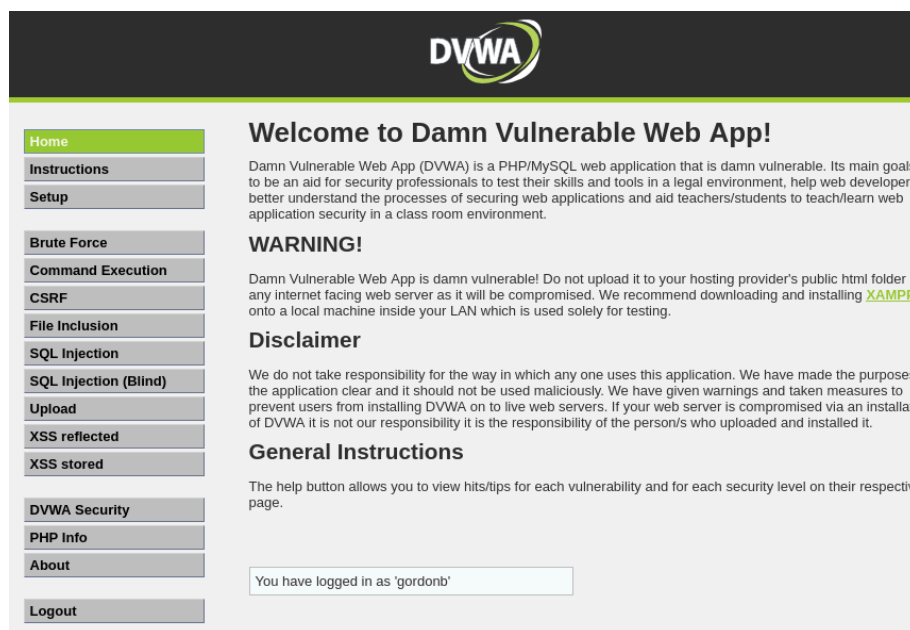 DVWA
Home
Instructions
Setup
Brute Force
Command Execution
CSRF
File Inclusion
SQL Injection
SQL Injection (Blind)
Upload
XSS reflected
XSS stored
DVWA Security
PHP Info
About
Logout
Welcome to Damn Vulnerable Web App!
Damn Vulnerable Web App (DVWA) is a PHP/MySQL web application that is damn vulnerable. Its main goals
to be an aid for security professionals to test their skills and tools in a legal environment, help web developer
better understand the processes of securing web applications and aid teachers/students to teach/learn web
application security in a class room environment.
WARNING!
Damn Vulnerable Web App is damn vulnerable! Do not upload it to your hosting provider's public html folder
any internet facing web server as it will be compromised. We recommend downloading and installing XAMPP
onto a local machine inside your LAN which is used solely for testing.
Disclaimer
We do not take responsibility for the way in which any one uses this application. We have made the purposes
the application clear and it should not be used maliciously. We have given warnings and taken measures to
prevent users from installing DVWA on to live web servers. If your web server is compromised via an installa
of DVWA it is not our responsibility it is the responsibility of the person/s who uploaded and installed it.
General Instructions
The help button allows you to view hits/tips for each vulnerability and for each security level on their respectiv
page.
You have logged in as 'gordonb'